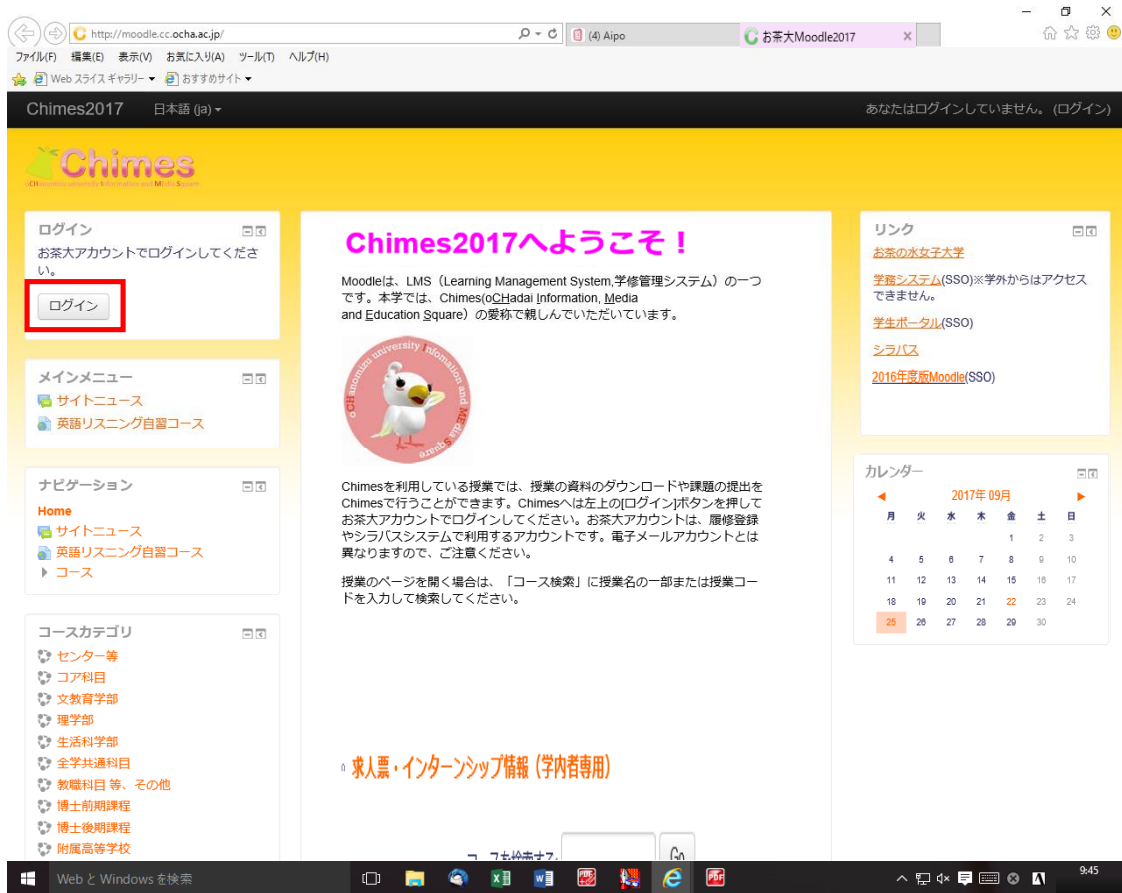 http://moodle.cc.ocha.ac.jp/
(4) Aipo
お茶大Moodle2017
ファイル(F) 編集(E) 表示(V) お気に入り(A) ツール(T) ヘルプ(H)
Web スライス ギャラリー
おすすめサイト
Chimes2017 日本語 (ja)
あなたはログインしていません。 (ログイン)
Chimes
ログイン
お茶大アカウントでログインしてくださ
い。
ログイン
メインメニュー
サイトニュース
英語リスニング自習コース
ナビゲーション
Home
サイトニュース
英語リスニング自習コース
コース
コースカテゴリ
センター等
コア科目
文教育学部
理学部
生活科学部
全学共通科目
教職科目 等、その他
博士前期課程
博士後期課程
附属高等学校
Chimes2017へようこそ！
Moodleは、LMS（Learning Management System,学修管理システム）の一つ
です。本学では、Chimes(oCHadai Information, Media
and Education Square）の愛称で親しんでいただいています。
oCHanomizu university Infomation and MEdia Square
Chimesを利用している授業では、授業の資料のダウンロードや課題の提出を
Chimesで行うことができます。Chimesへは左上の[ログイン]ボタンを押して
お茶大アカウントでログインしてください。お茶大アカウントは、履修登録
やシラバスシステムで利用するアカウントです。電子メールアカウントとは
異なりますので、ご注意ください。
授業のページを開く場合は、「コース検索」に授業名の一部または授業コー
ドを入力して検索してください。
求人票・インターンシップ情報（学内者専用）
コースを検索する:
Go
リンク
お茶の水女子大学
学務システム(SSO)※学外からはアクセス
できません。
学生ポータル(SSO)
シラバス
2016年度版Moodle(SSO)
カレンダー
2017年 09月
月 火 水 木 金 土 日
1 2 3
4 5 6 7 8 9 10
11 12 13 14 15 16 17
18 19 20 21 22 23 24
25 26 27 28 29 30
Web と Windows を検索
9:45